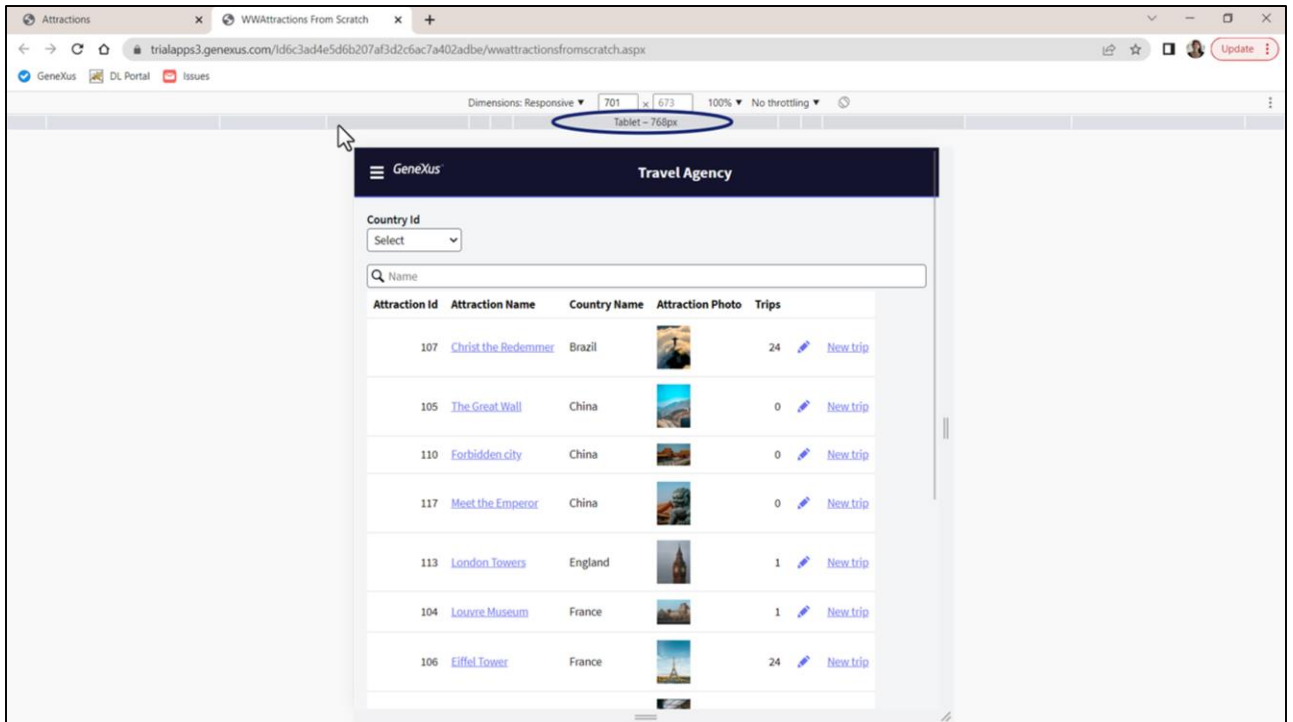 Attractions
WWAttractions From Scratch
trialapps3.genexus.com/Id6c3ad4e5d6b207af3d2c6ac7a402adbe/wwattractionsfromscratch.aspx
Update
GeneXus DL Portal Issues
Dimensions: Responsive 701 x 673 100% No throttling
Tablet – 768px
GeneXus Travel Agency
Country Id
Select
Name
Attraction Id Attraction Name Country Name Attraction Photo Trips
107 Christ the Redemmer Brazil 24 New trip
105 The Great Wall China 0 New trip
110 Forbidden city China 0 New trip
117 Meet the Emperor China 0 New trip
113 London Towers England 1 New trip
104 Louvre Museum France 1 New trip
106 Eiffel Tower France 24 New trip